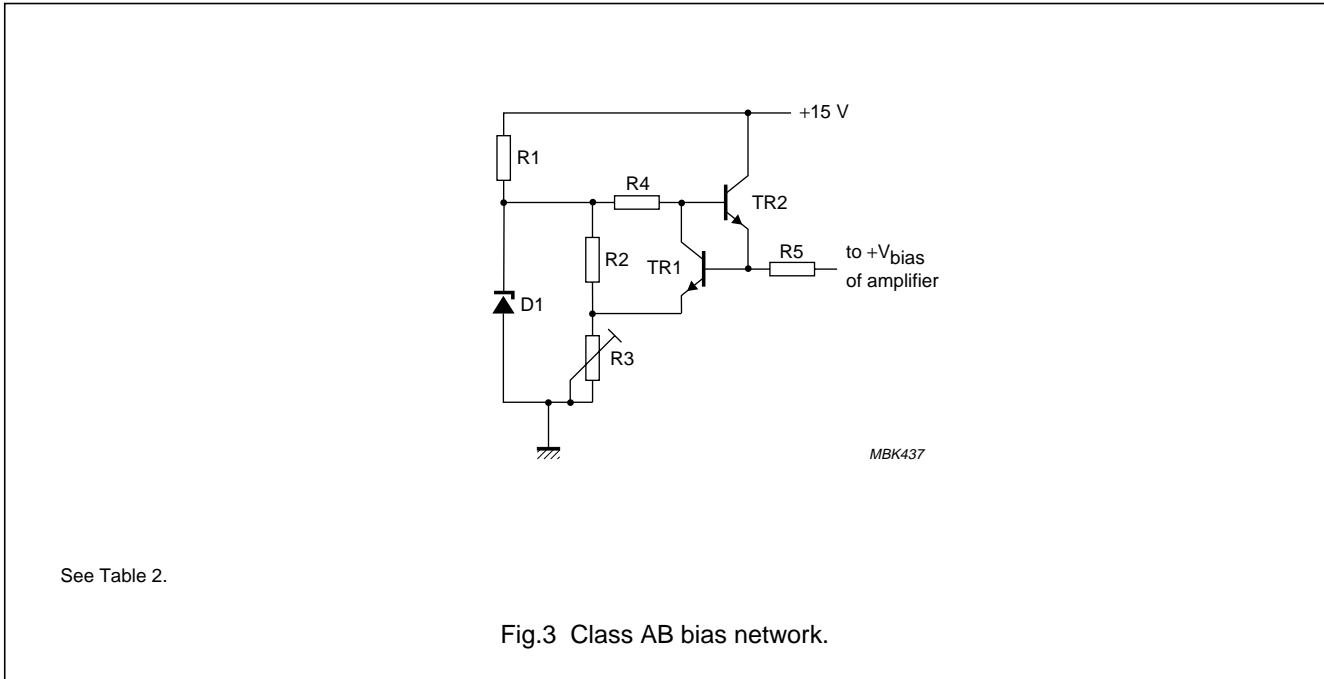 +15 V
R1
R4
TR2
R2
TR1
R5
to +Vbias
of amplifier
D1
R3
MBK437
See Table 2.
Fig.3 Class AB bias network.